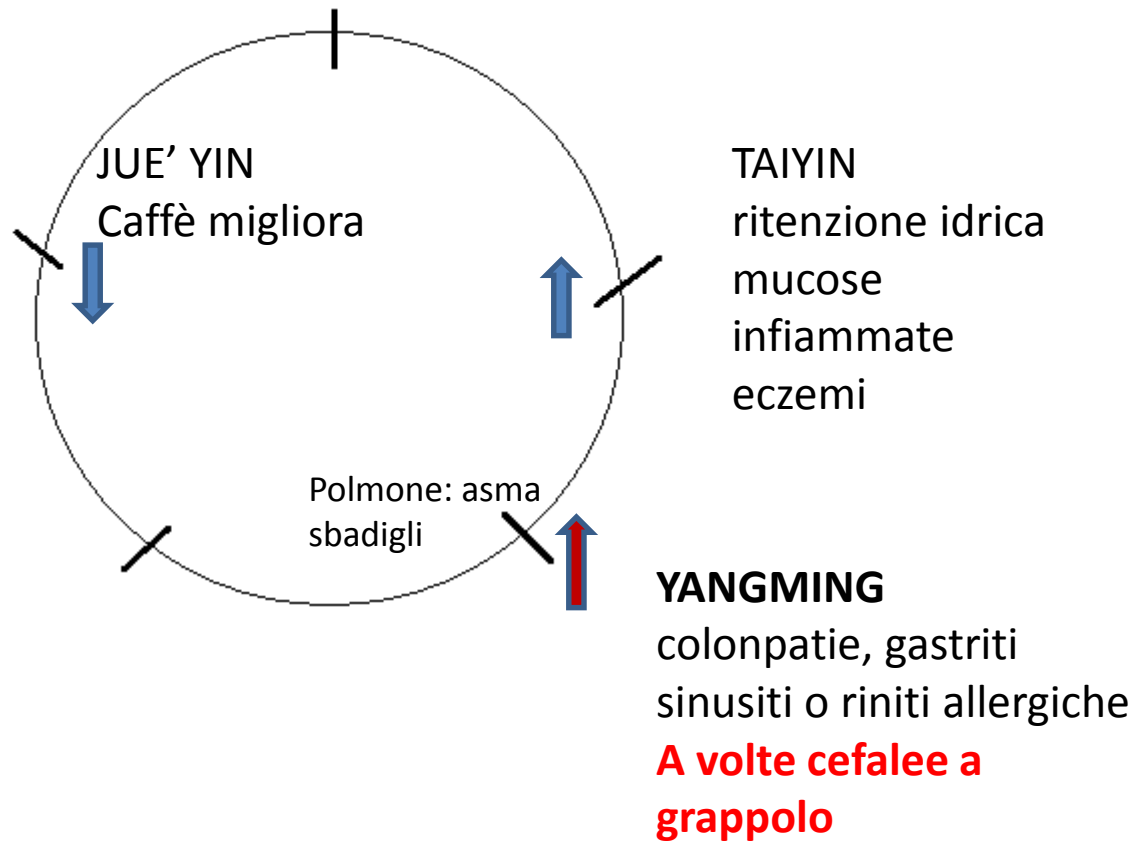 JUE’ YIN
Caffè migliora
TAIYIN
ritenzione idrica
mucose
infiammate
eczemi
Polmone: asma
sbadigli
YANGMING
colonpatie, gastriti
sinusiti o riniti allergiche
A volte cefalee a
grappolo